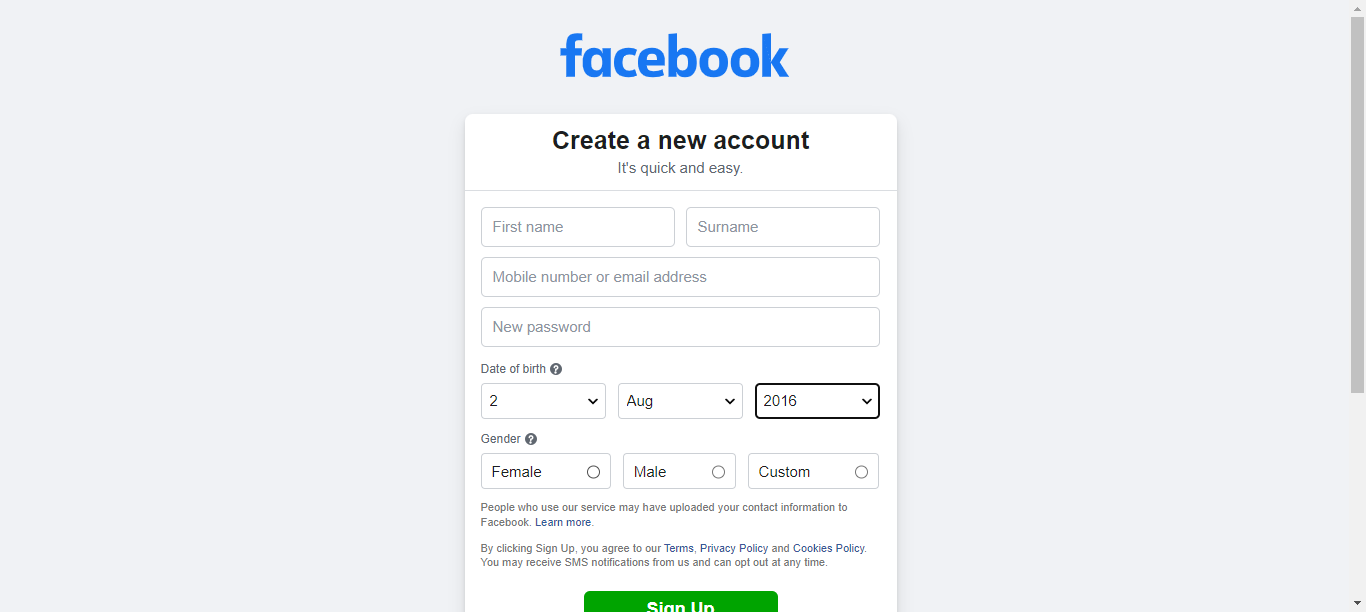 facebook
Create a new account
It's quick and easy.
First name Surname
Mobile number or email address
New password
Date of birth ?
2 Aug 2016
Gender ?
Female Male Custom
People who use our service may have uploaded your contact information to
Facebook. Learn more.
By clicking Sign Up, you agree to our Terms, Privacy Policy and Cookies Policy.
You may receive SMS notifications from us and can opt out at any time.
Sign Up